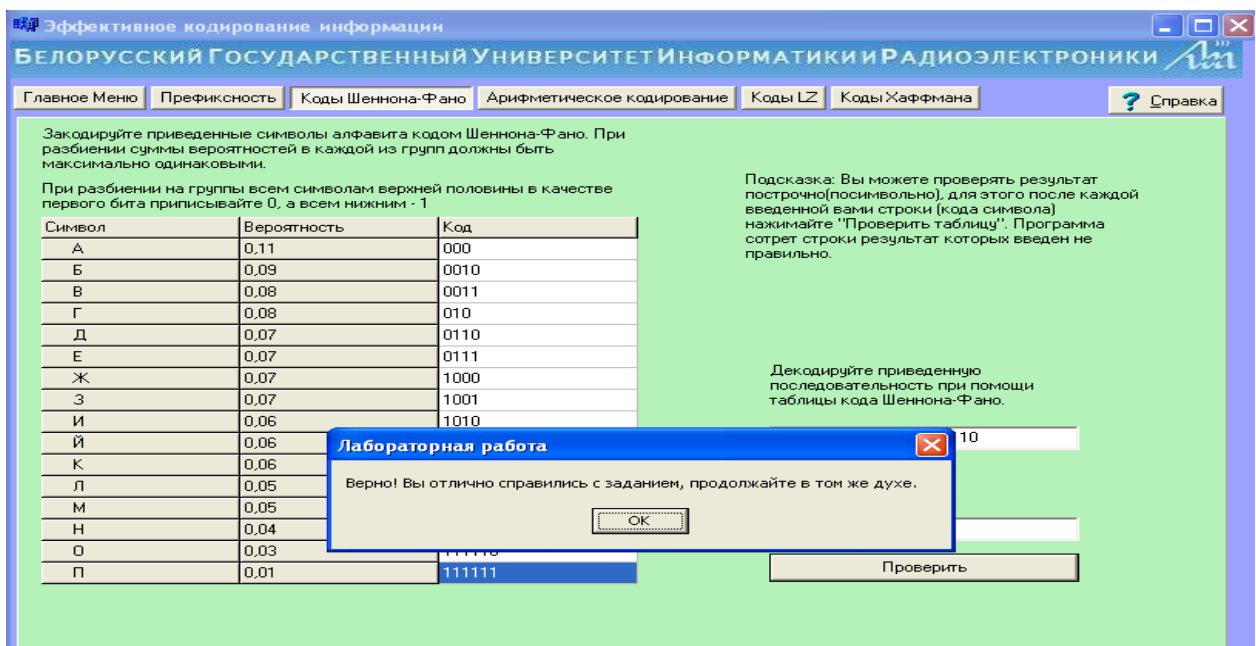 Эффективное кодирование информации
Белорусский Государственный Университет Информатики и Радиоэлектроники
Главное Меню Префиксность Коды Шеннона-Фано Арифметическое кодирование Коды LZ Коды Хаффмана ? Справка
Закодируйте приведенные символы алфавита кодом Шеннона-Фано. При
разбиении суммы вероятностей в каждой из групп должны быть
максимально одинаковыми.
При разбиении на группы всем символам верхней половины в качестве
первого бита приписывайте 0, а всем нижним - 1
Символ Вероятность Код
А 0,11 000
Б 0,09 0010
В 0,08 0011
Г 0,08 010
Д 0,07 0110
Е 0,07 0111
Ж 0,07 1000
З 0,07 1001
И 0,06 1010
Й 0,06
К 0,06
Л 0,05
М 0,05
Н 0,04
О 0,03 111110
П 0,01 111111
Подсказка: Вы можете проверять результат
построчно(посимвольно), для этого после каждой
введенной вами строки (кода символа)
нажимайте "Проверить таблицу". Программа
сотрет строки результат которых введен не
правильно.
Декодируйте приведенную
последовательность при помощи
таблицы кода Шеннона-Фано.
10
Лабораторная работа
Верно! Вы отлично справились с заданием, продолжайте в том же духе.
OK
Проверить